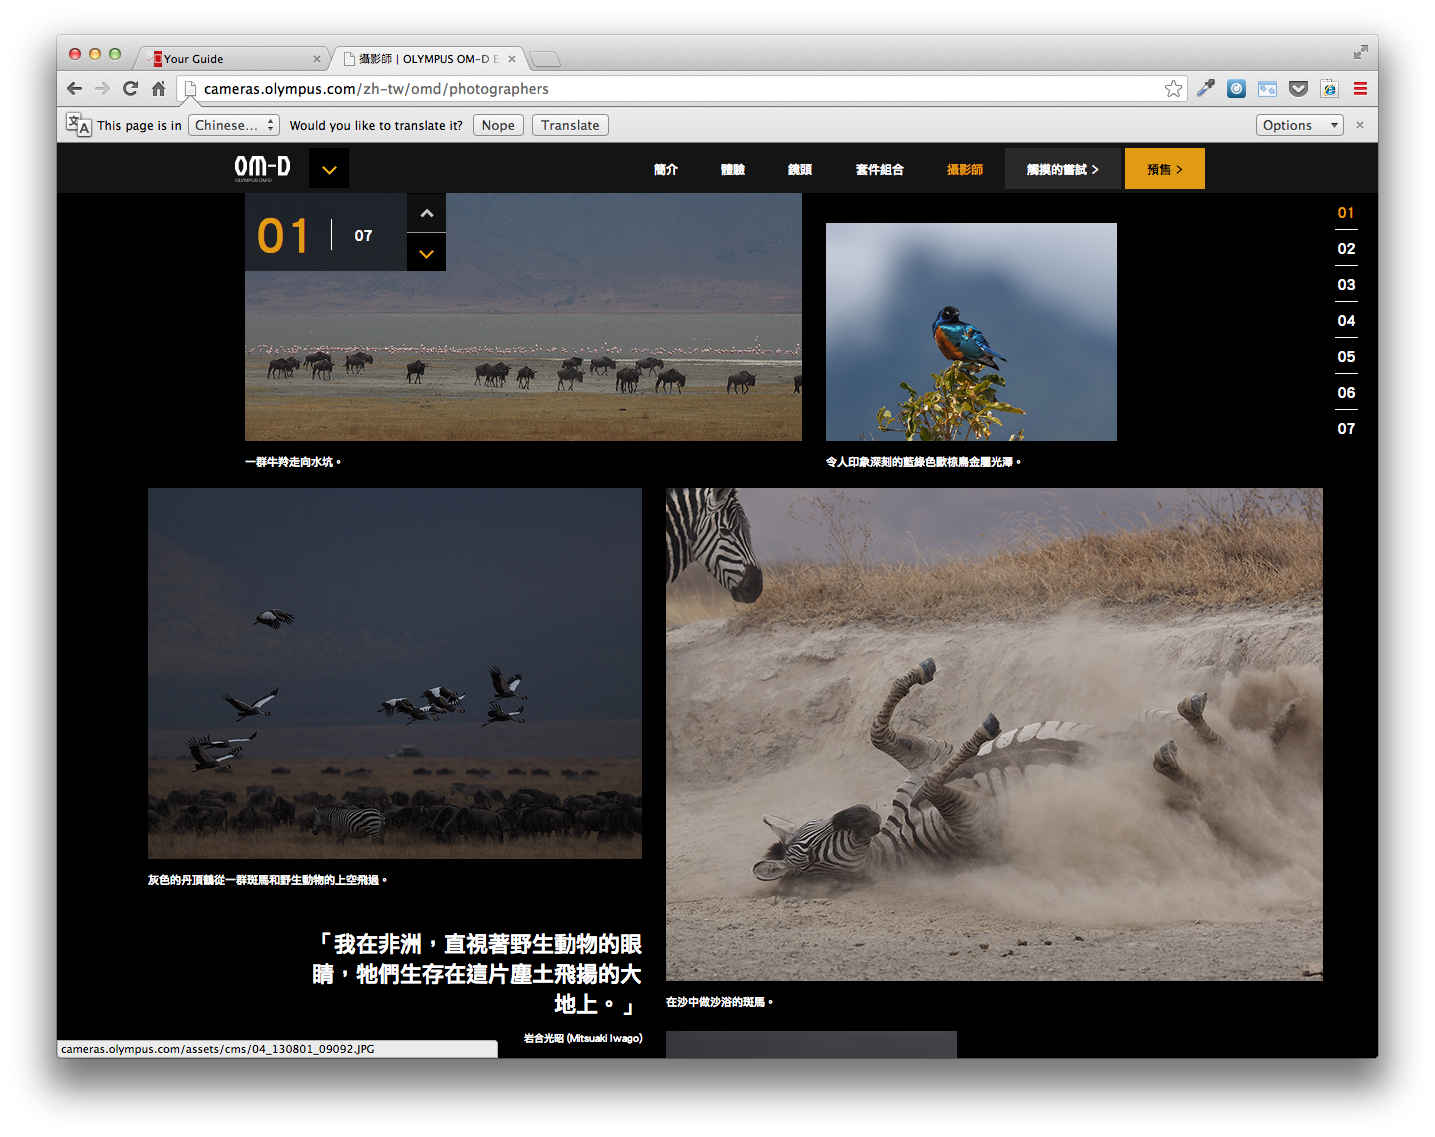 Your Guide
攝影師 | OLYMPUS OM-D E
cameras.olympus.com/zh-tw/omd/photographers
This page is in Chinese... Would you like to translate it? Nope Translate Options
OM-D
OLYMPUS OM-D
簡介 體驗 鏡頭 套件組合 攝影師 觸摸的嘗試 > 預售 >
01 | 07
01
02
03
04
05
06
07
一群牛羚走向水坑。
令人印象深刻的藍綠色歐椋鳥金屬光澤。
灰色的丹頂鶴從一群斑馬和野生動物的上空飛過。
「我在非洲，直視著野生動物的眼
睛，牠們生存在這片塵土飛揚的大
地上。」
岩合光昭 (Mitsuaki Iwago)
在沙中做沙浴的斑馬。
cameras.olympus.com/assets/cms/04_130801_09092.JPG